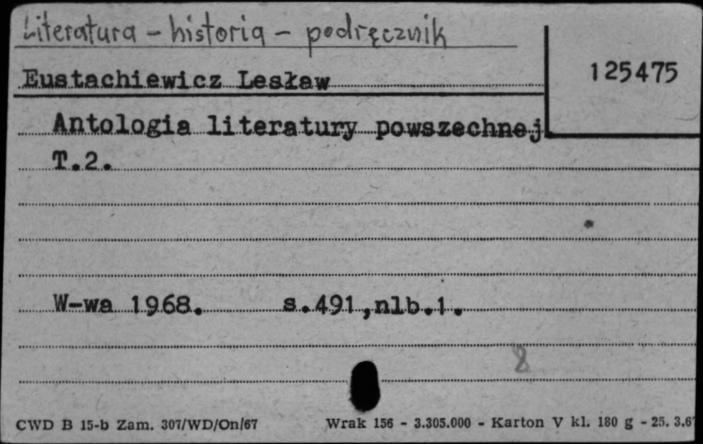 Literatura - historia - podręcznik
125475
Eustachiewicz Lesław
Antologia literatury powszechnej
T.2.
W-wa 1968. s.491,nlb.1.
8
CWD B 15-b Zam. 307/WD/On/67 Wrak 156 - 3.305.000 - Karton V kl. 180 g - 25. 3.6